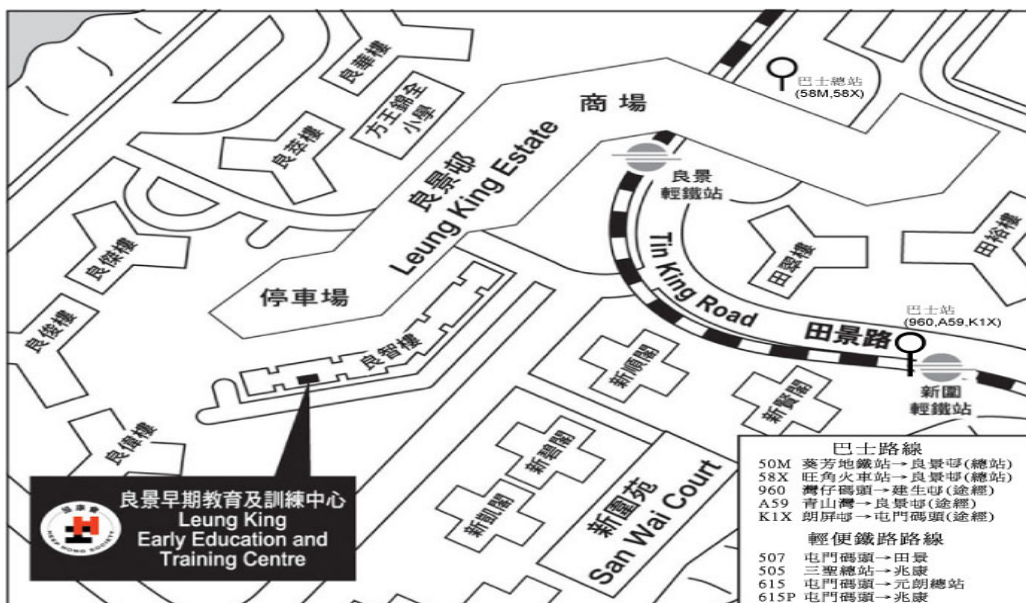 良華樓
方王錦全
小學
良萃樓
良景邨
Leung King Estate
商場
巴士總站
(58M,58X)
良景
輕鐵站
良傑樓
田翠樓
田裕樓
停車場
Tin King Road
田景路
巴士站
(960,A59,K1X)
良俊樓
良智樓
新順閣
新賢閣
新圍
輕鐵站
良偉樓
新碧閣
新凱閣
新圍苑
San Wai Court
良景早期教育及訓練中心
Leung King
Early Education and
Training Centre
協康會
HEEP HONG SOCIETY
巴士路線
50M 葵芳地鐵站→良景邨(總站)
58X 旺角火車站→良景邨(總站)
960 灣仔碼頭→建生邨(途經)
A59 青山灣→良景邨(途經)
K1X 朗屏邨→屯門碼頭(途經)
輕便鐵路路線
507 屯門碼頭→田景
505 三聖總站→兆康
615 屯門碼頭→元朗總站
615P 屯門碼頭→兆康